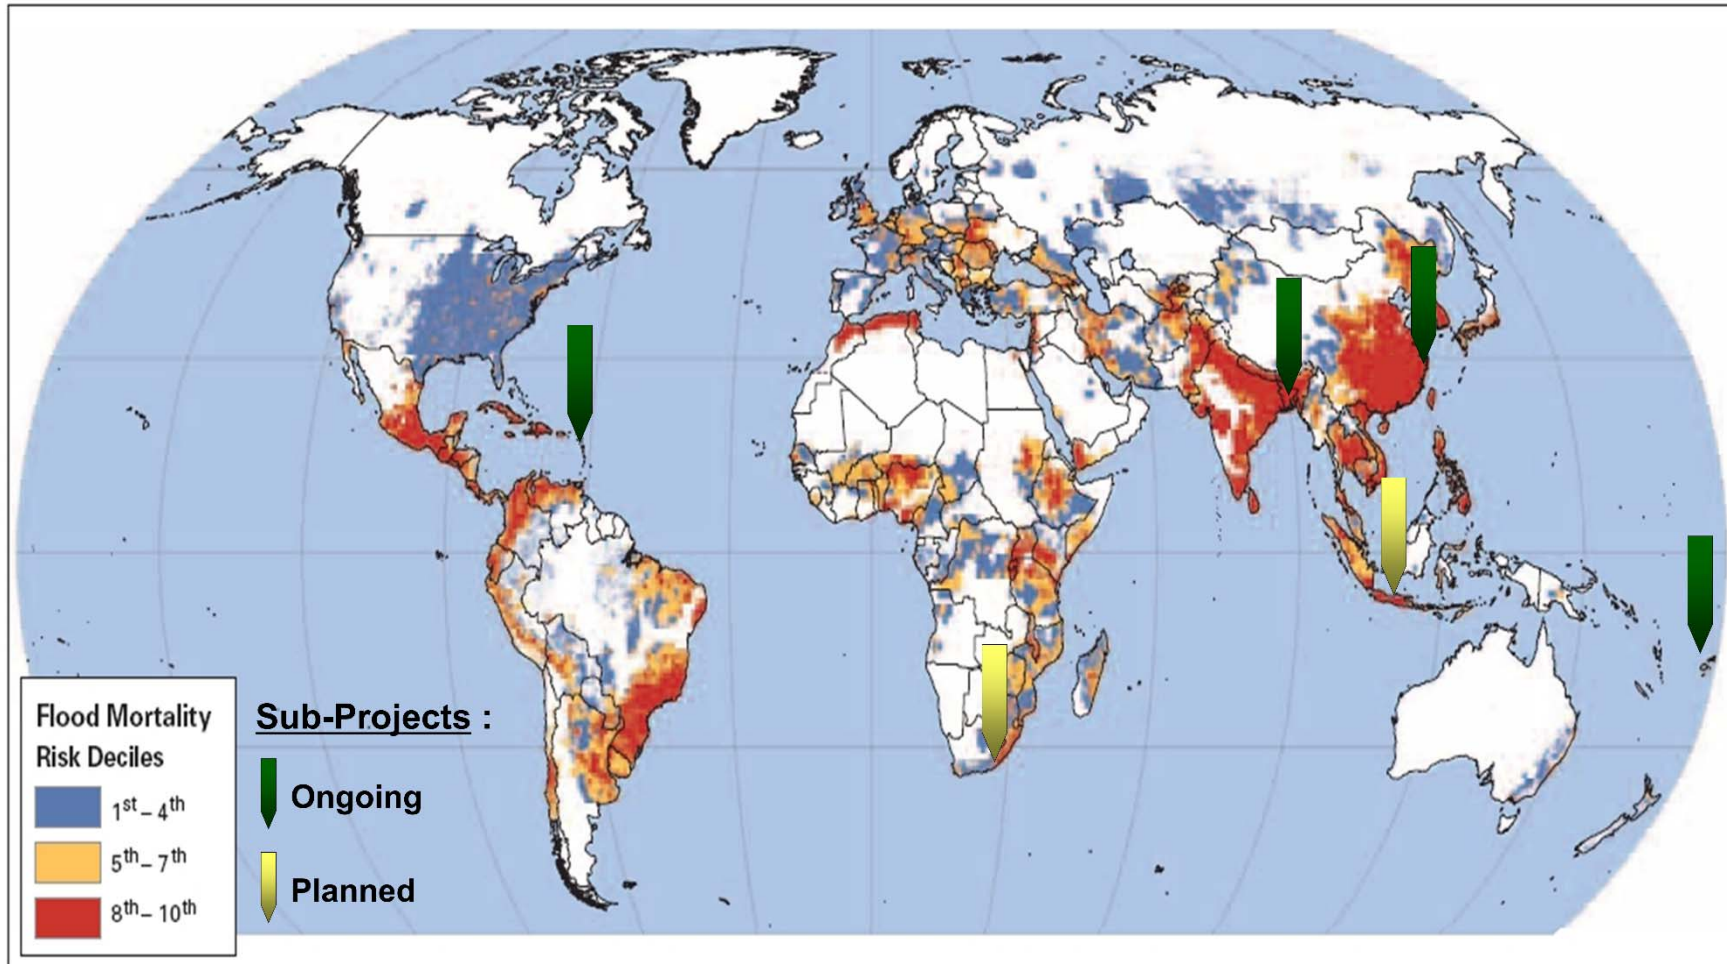 Flood Mortality
Risk Deciles
1st – 4th
5th – 7th
8th – 10th
Sub-Projects :
Ongoing
Planned